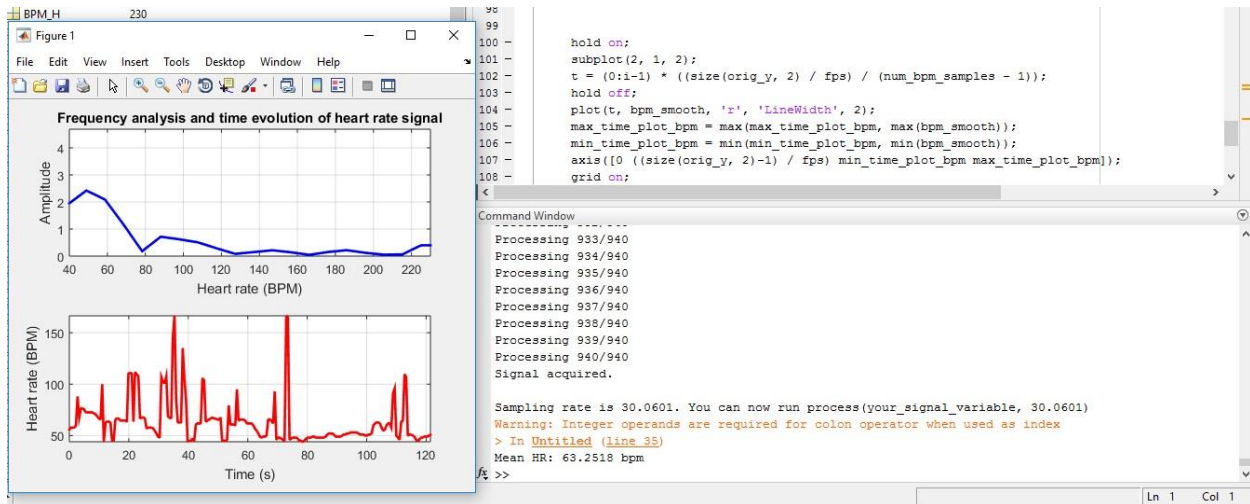 BPM_H 230
Figure 1
File Edit View Insert Tools Desktop Window Help
Frequency analysis and time evolution of heart rate signal
Amplitude
4
3
2
1
0
40 60 80 100 120 140 160 180 200 220
Heart rate (BPM)
Heart rate (BPM)
150
100
50
0 20 40 60 80 100 120
Time (s)
98
99
100 – hold on;
101 – subplot(2, 1, 2);
102 – t = (0:i-1) * ((size(orig_y, 2) / fps) / (num_bpm_samples - 1));
103 – hold off;
104 – plot(t, bpm_smooth, 'r', 'LineWidth', 2);
105 – max_time_plot_bpm = max(max_time_plot_bpm, max(bpm_smooth));
106 – min_time_plot_bpm = min(min_time_plot_bpm, min(bpm_smooth));
107 – axis([0 ((size(orig_y, 2)-1) / fps) min_time_plot_bpm max_time_plot_bpm]);
108 – grid on;
Command Window
Processing 933/940
Processing 934/940
Processing 935/940
Processing 936/940
Processing 937/940
Processing 938/940
Processing 939/940
Processing 940/940
Signal acquired.
Sampling rate is 30.0601. You can now run process(your_signal_variable, 30.0601)
Warning: Integer operands are required for colon operator when used as index
> In Untitled (line 35)
Mean HR: 63.2518 bpm
fx >>
Ln 1 Col 1